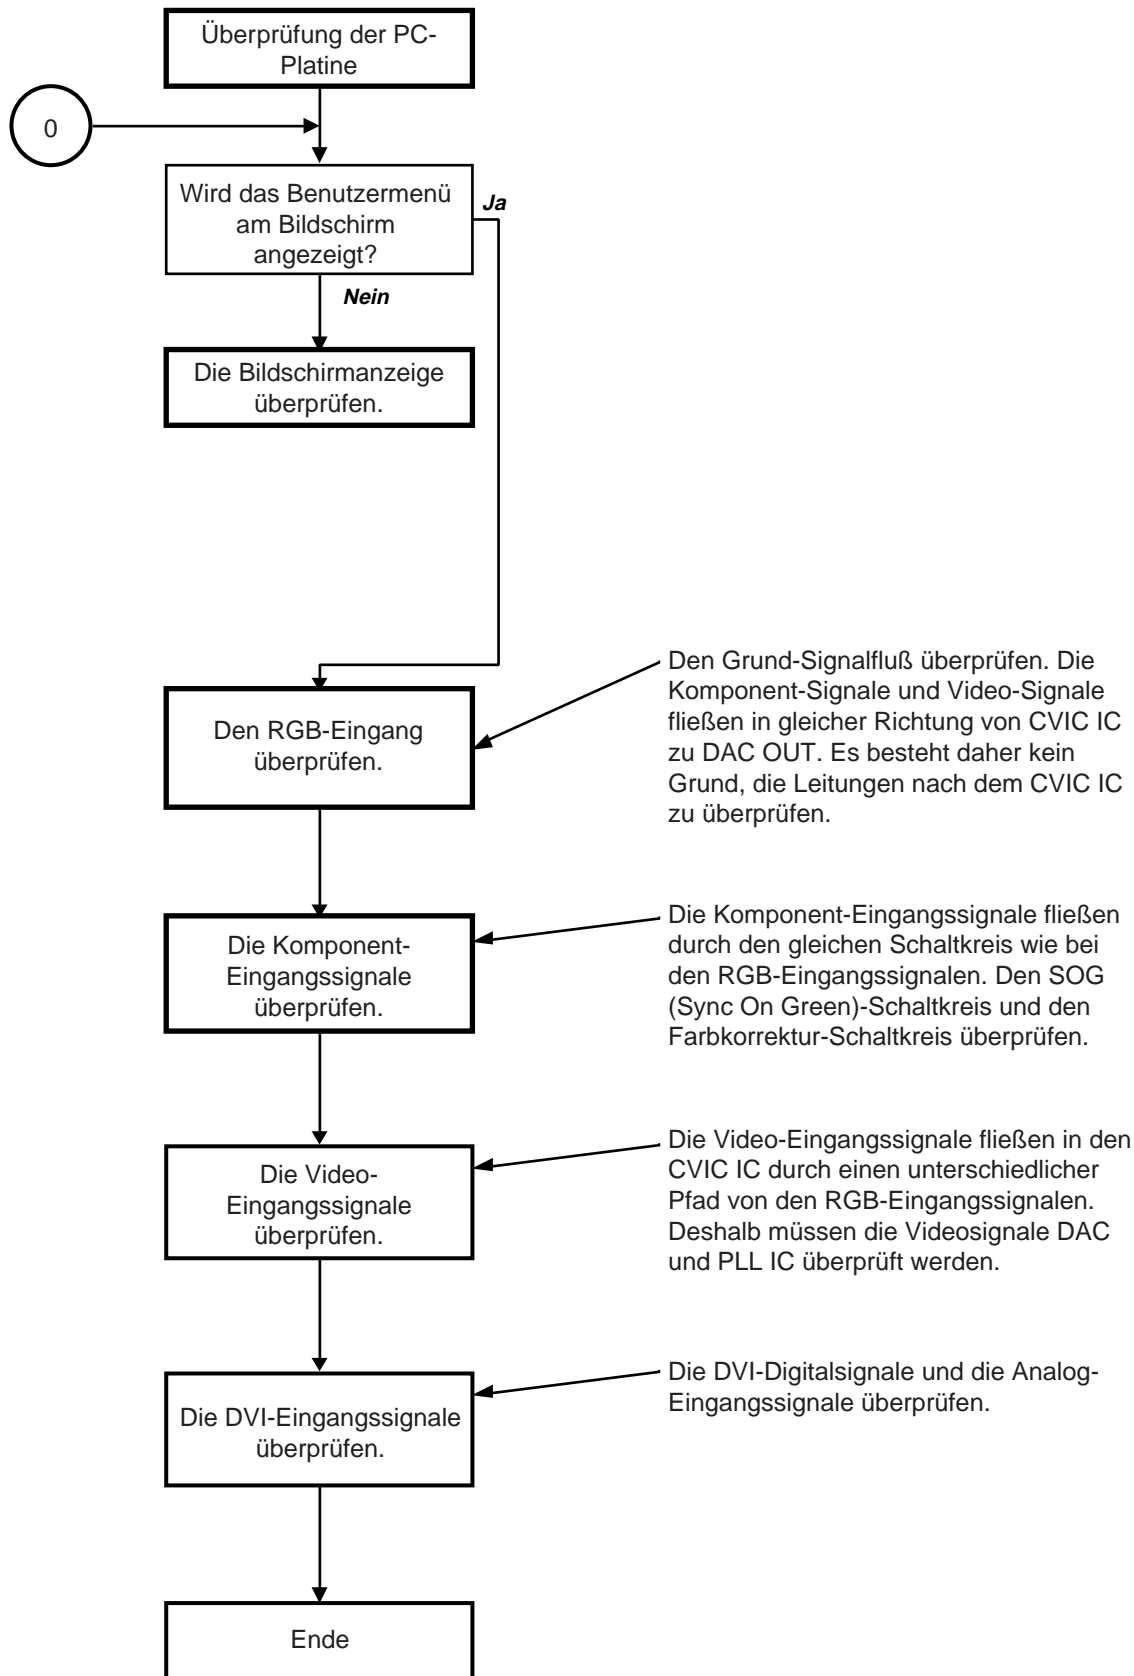 Überprüfung der PC-
Platine
0
Wird das Benutzermenü
am Bildschirm
angezeigt?
Ja
Nein
Die Bildschirmanzeige
überprüfen.
Den RGB-Eingang
überprüfen.
Den Grund-Signalfluß überprüfen. Die
Komponent-Signale und Video-Signale
fließen in gleicher Richtung von CVIC IC
zu DAC OUT. Es besteht daher kein
Grund, die Leitungen nach dem CVIC IC
zu überprüfen.
Die Komponent-
Eingangssignale
überprüfen.
Die Komponent-Eingangssignale fließen
durch den gleichen Schaltkreis wie bei
den RGB-Eingangssignalen. Den SOG
(Sync On Green)-Schaltkreis und den
Farbkorrektur-Schaltkreis überprüfen.
Die Video-
Eingangssignale
überprüfen.
Die Video-Eingangssignale fließen in den
CVIC IC durch einen unterschiedlicher
Pfad von den RGB-Eingangssignalen.
Deshalb müssen die Videosignale DAC
und PLL IC überprüft werden.
Die DVI-Eingangssignale
überprüfen.
Die DVI-Digitalsignale und die Analog-
Eingangssignale überprüfen.
Ende